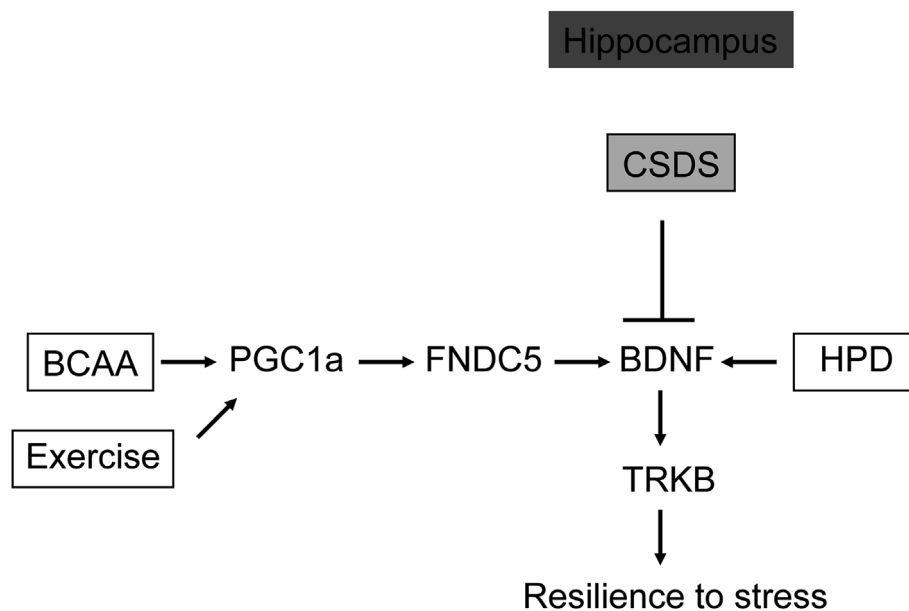 Hippocampus
CSDS
BCAA PGC1a FNDC5 BDNF HPD
Exercise
TRKB
Resilience to stress